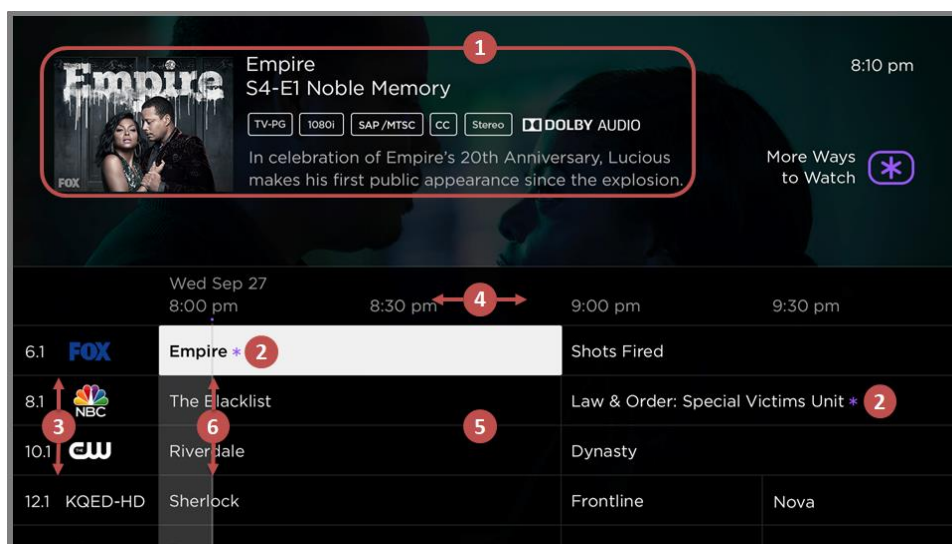 1
Empire
FOX
Empire
S4-E1 Noble Memory
TV-PG 1080i SAP /MTSC CC Stereo DOLBY AUDIO
In celebration of Empire's 20th Anniversary, Lucious
makes his first public appearance since the explosion.
8:10 pm
More Ways
to Watch *
Wed Sep 27
8:00 pm 8:30 pm 4 9:00 pm 9:30 pm
6.1 FOX Empire * 2 Shots Fired
8.1 NBC The Blacklist Law & Order: Special Victims Unit * 2
3 6 5
10.1 CW Riverdale Dynasty
12.1 KQED-HD Sherlock Frontline Nova